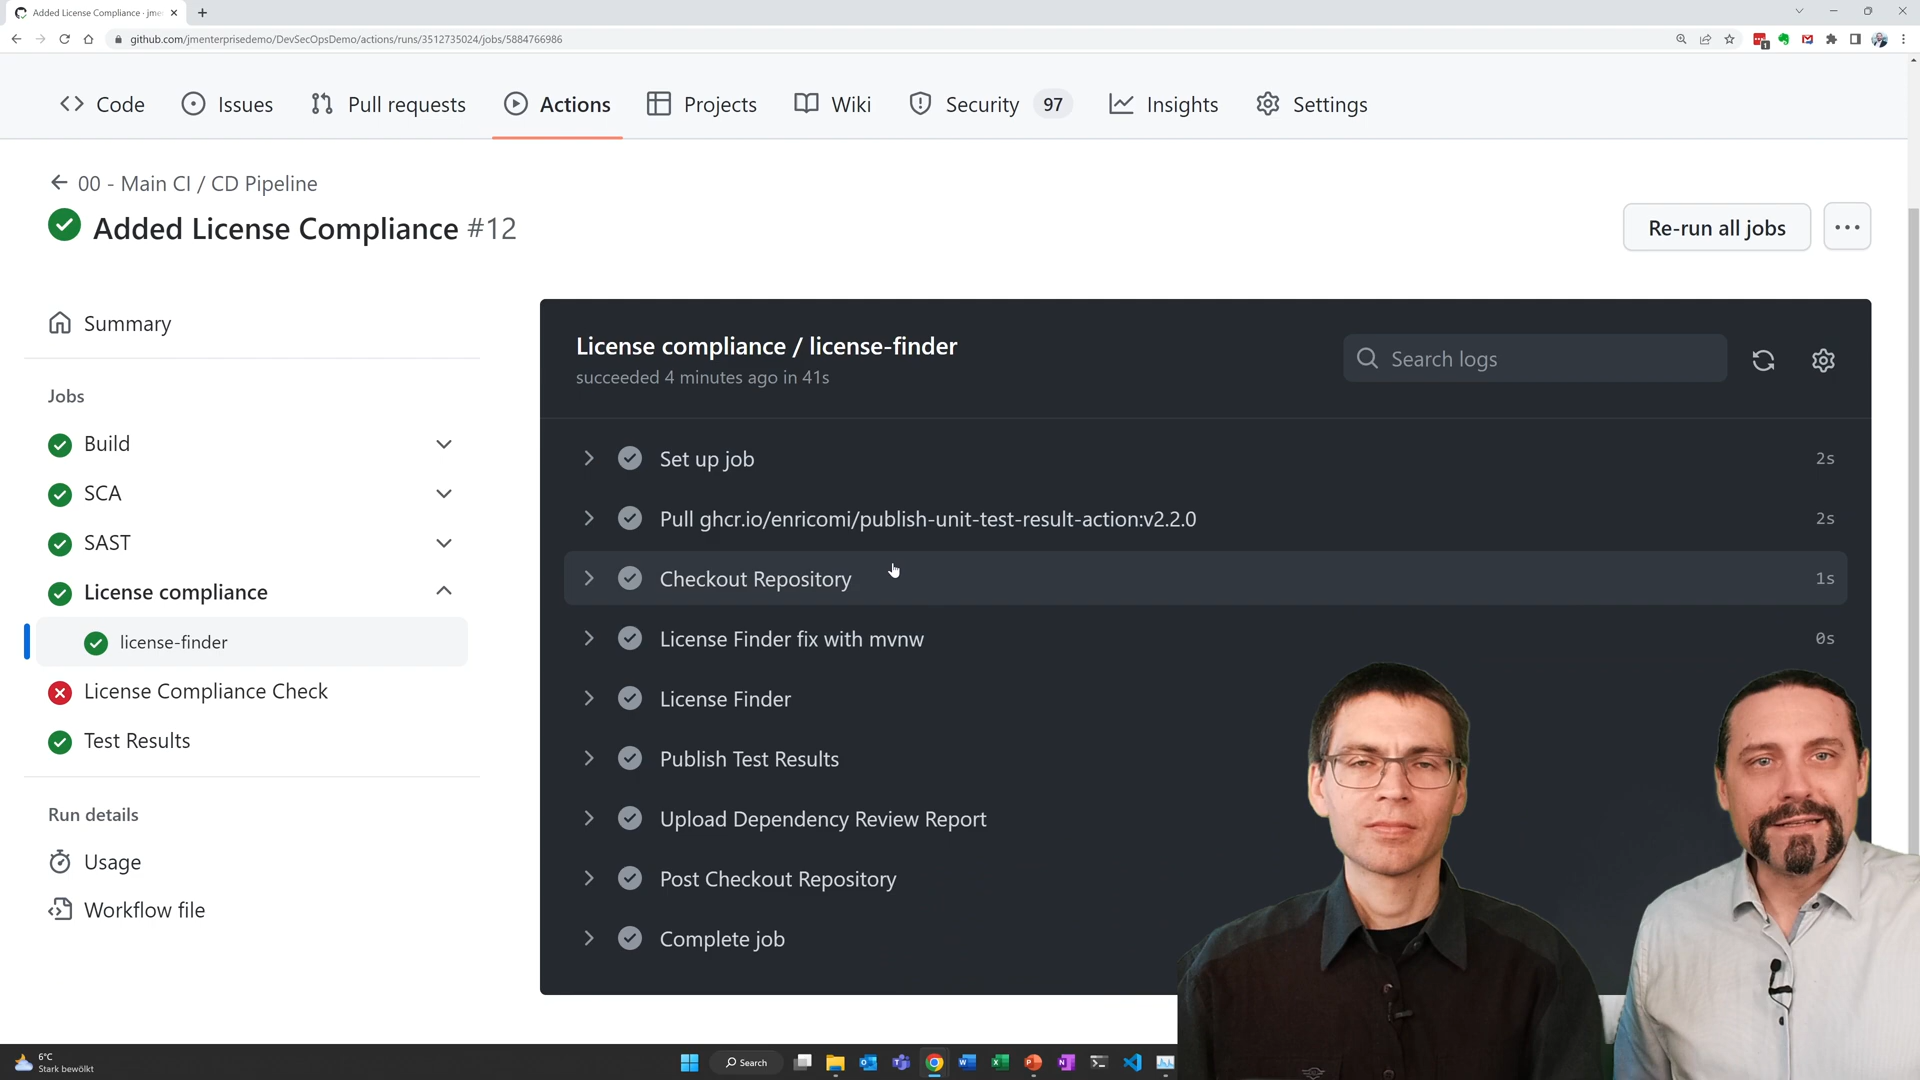 Added License Compliance · jme
github.com/jmenterprisedemo/DevSecOpsDemo/actions/runs/3512735024/jobs/5884766986
Code
Issues
Pull requests
Actions
Projects
Wiki
Security 97
Insights
Settings
00 - Main CI / CD Pipeline
Added License Compliance #12
Re-run all jobs
Summary
Jobs
Build
SCA
SAST
License compliance
license-finder
License Compliance Check
Test Results
Run details
Usage
Workflow file
License compliance / license-finder
succeeded 4 minutes ago in 41s
Search logs
Set up job 2s
Pull ghcr.io/enricomi/publish-unit-test-result-action:v2.2.0 2s
Checkout Repository 1s
License Finder fix with mvnw 0s
License Finder
Publish Test Results
Upload Dependency Review Report
Post Checkout Repository
Complete job
6°C
Stark bewölkt
Search